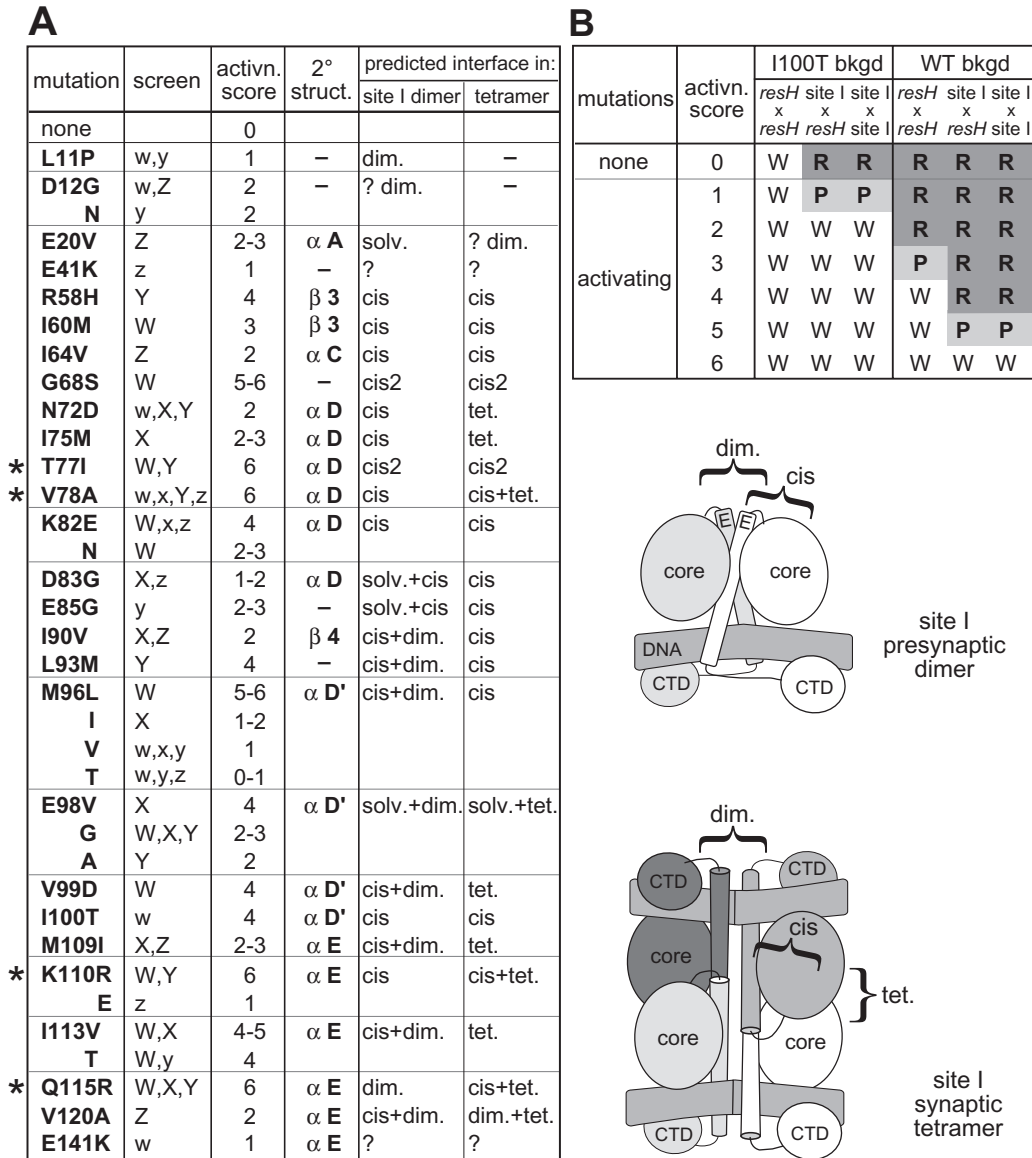 A
mutation screen activn. score 2° struct. predicted interface in:
site I dimer tetramer
none 0
L11P w,y 1 – dim. –
D12G w,Z 2 – ? dim. –
N y 2
E20V Z 2-3 α A solv. ? dim.
E41K z 1 – ? ?
R58H Y 4 β 3 cis cis
I60M W 3 β 3 cis cis
I64V Z 2 α C cis cis
G68S W 5-6 – cis2 cis2
N72D w,X,Y 2 α D cis tet.
I75M X 2-3 α D cis tet.
* T77I W,Y 6 α D cis2 cis2
* V78A w,x,Y,z 6 α D cis cis+tet.
K82E W,x,z 4 α D cis cis
N W 2-3
D83G X,z 1-2 α D solv.+cis cis
E85G y 2-3 – solv.+cis cis
I90V X,Z 2 β 4 cis+dim. cis
L93M Y 4 – cis+dim. cis
M96L W 5-6 α D' cis+dim. cis
I X 1-2
V w,x,y 1
T w,y,z 0-1
E98V X 4 α D' solv.+dim. solv.+tet.
G W,X,Y 2-3
A Y 2
V99D W 4 α D' cis+dim. tet.
I100T w 4 α D' cis cis
M109I X,Z 2-3 α E cis+dim. tet.
* K110R W,Y 6 α E cis cis+tet.
E z 1
I113V W,X 4-5 α E cis+dim. tet.
T W,y 4
* Q115R W,X,Y 6 α E dim. cis+tet.
V120A Z 2 α E cis+dim. dim.+tet.
E141K w 1 α E ? ?
B
mutations activn. score I100T bkgd WT bkgd
resH x resH site I x resH site I x site I resH x resH site I x resH site I x site I
none 0 W R R R R R
activating 1 W P P R R R
2 W W W R R R
3 W W W P R R
4 W W W W R R
5 W W W W P P
6 W W W W W W
dim.
cis
E E
core core
DNA
CTD CTD
site I
presynaptic
dimer
dim.
CTD CTD
cis
core
tet.
core core
CTD CTD
site I
synaptic
tetramer